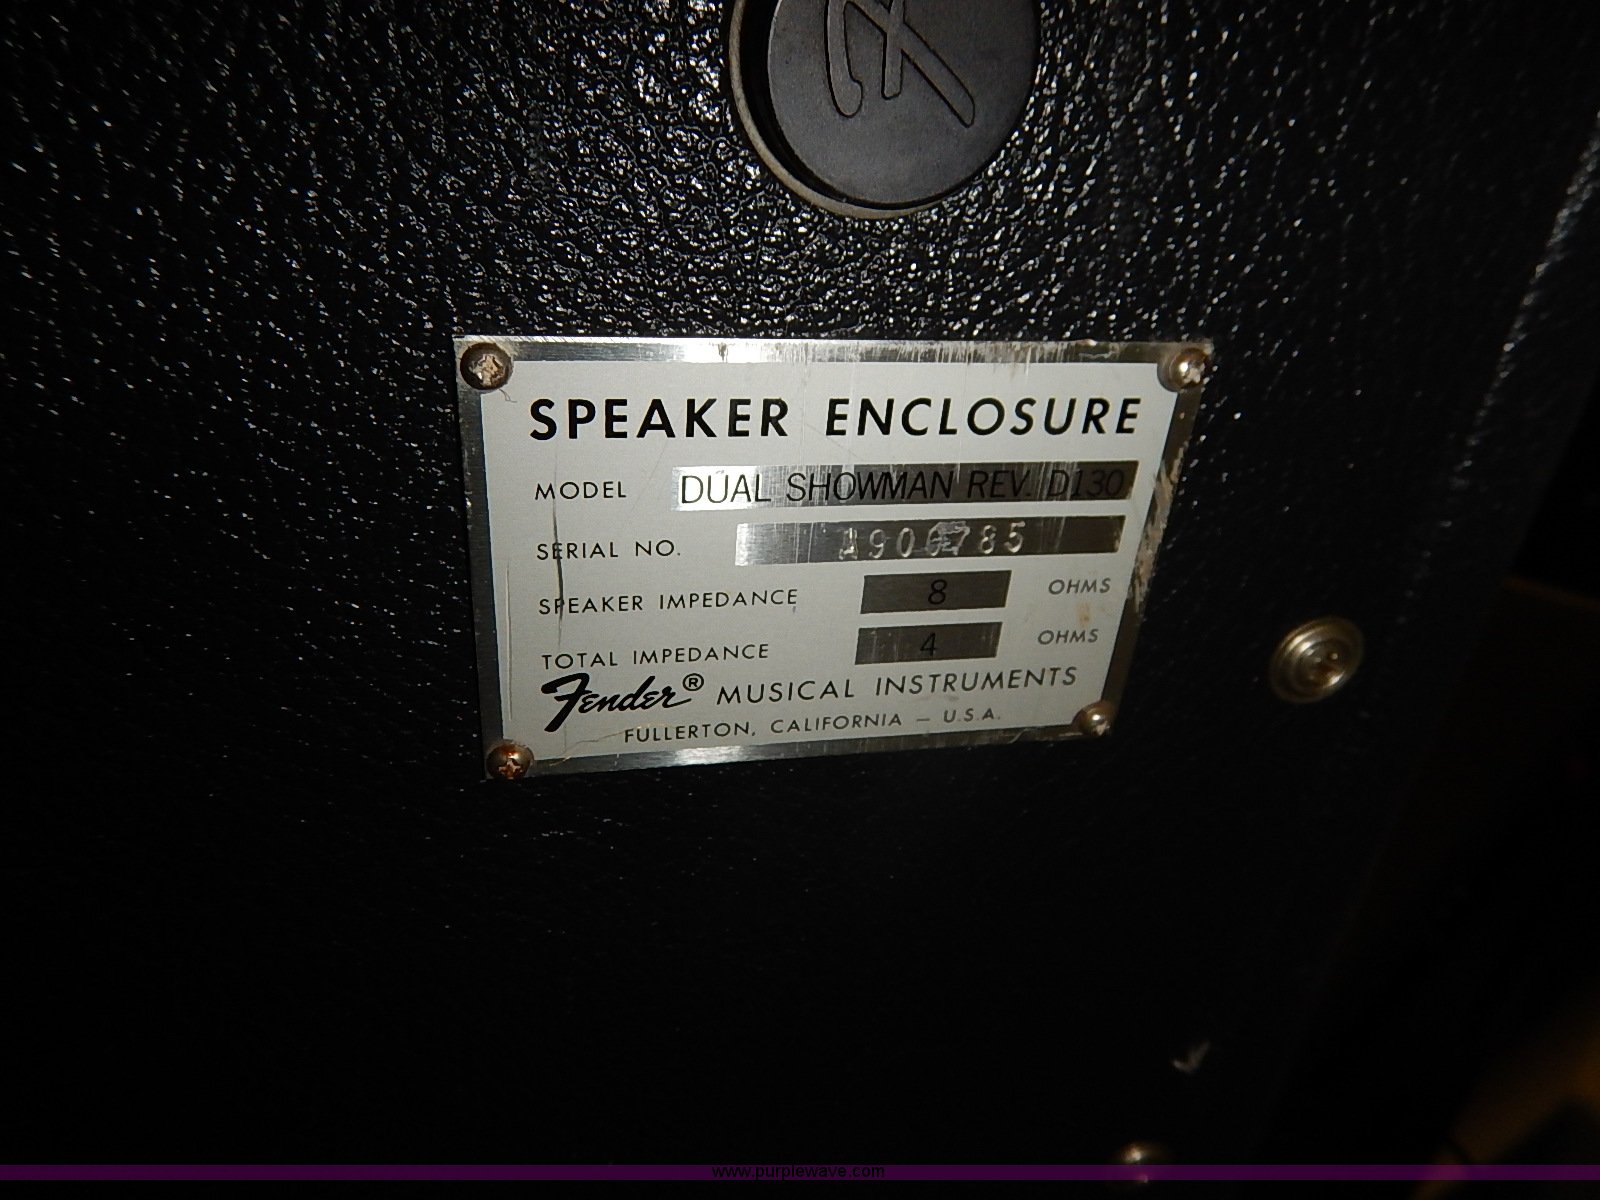 SPEAKER ENCLOSURE
MODEL DUAL SHOWMAN REV. D130
SERIAL NO.
SPEAKER IMPEDANCE 8 OHMS
TOTAL IMPEDANCE 4 OHMS
Fender® MUSICAL INSTRUMENTS
FULLERTON, CALIFORNIA – U.S.A.
www.purplewave.com